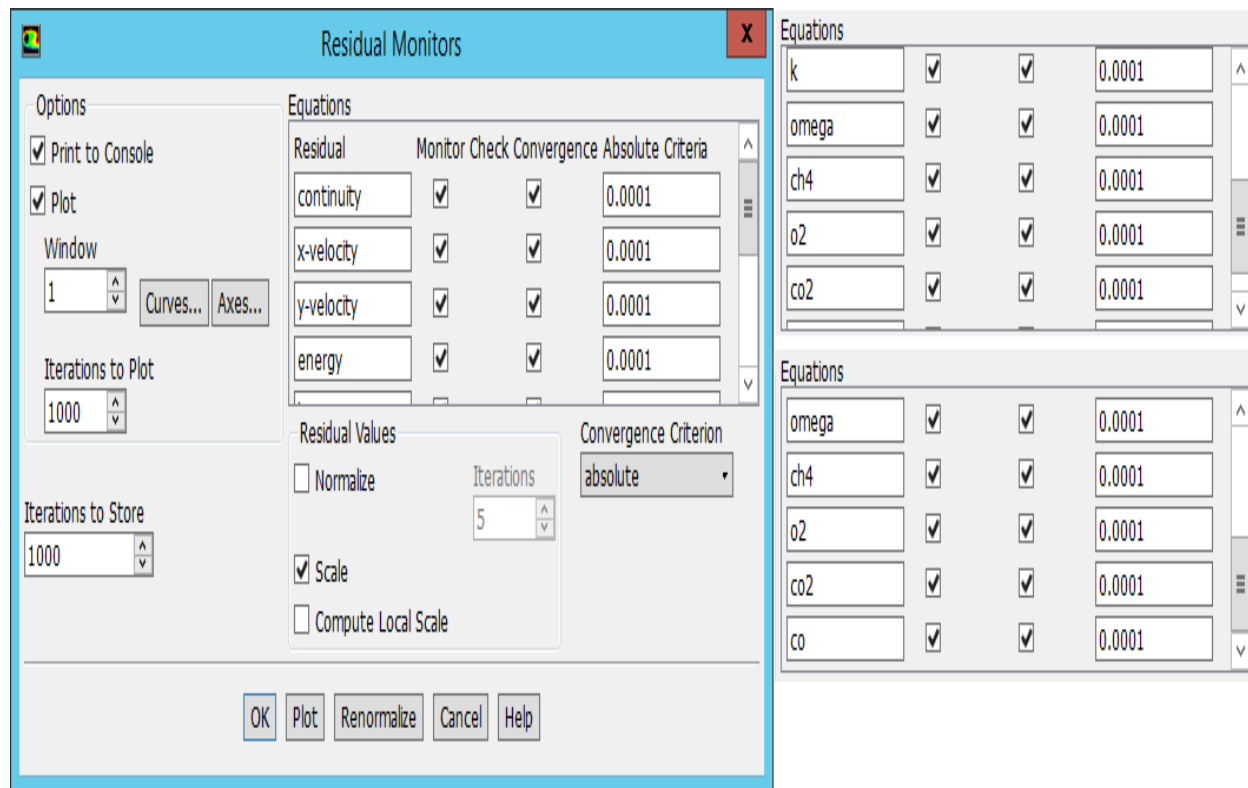 Residual Monitors
X
Options
Print to Console
Plot
Window
1
Curves... Axes...
Iterations to Plot
1000
Iterations to Store
1000
Equations
Residual Monitor Check Convergence Absolute Criteria
continuity 0.0001
x-velocity 0.0001
y-velocity 0.0001
energy 0.0001
Residual Values
Normalize
Iterations
5
Scale
Compute Local Scale
Convergence Criterion
absolute
OK Plot Renormalize Cancel Help
Equations
k 0.0001
omega 0.0001
ch4 0.0001
o2 0.0001
co2 0.0001
Equations
omega 0.0001
ch4 0.0001
o2 0.0001
co2 0.0001
co 0.0001